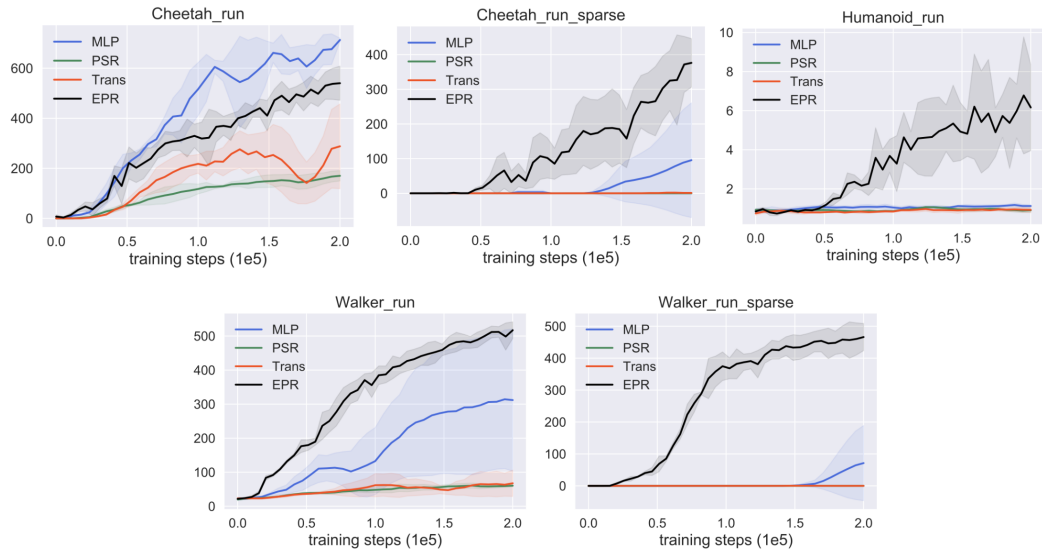 Cheetah_run
600
400
200
0
MLP
PSR
Trans
EPR
0.0 0.5 1.0 1.5 2.0
training steps (1e5)
Cheetah_run_sparse
400
300
200
100
0
MLP
PSR
Trans
EPR
0.0 0.5 1.0 1.5 2.0
training steps (1e5)
Humanoid_run
10
8
6
4
2
MLP
PSR
Trans
EPR
0.0 0.5 1.0 1.5 2.0
training steps (1e5)
Walker_run
500
400
300
200
100
0
MLP
PSR
Trans
EPR
0.0 0.5 1.0 1.5 2.0
training steps (1e5)
Walker_run_sparse
500
400
300
200
100
0
MLP
PSR
Trans
EPR
0.0 0.5 1.0 1.5 2.0
training steps (1e5)